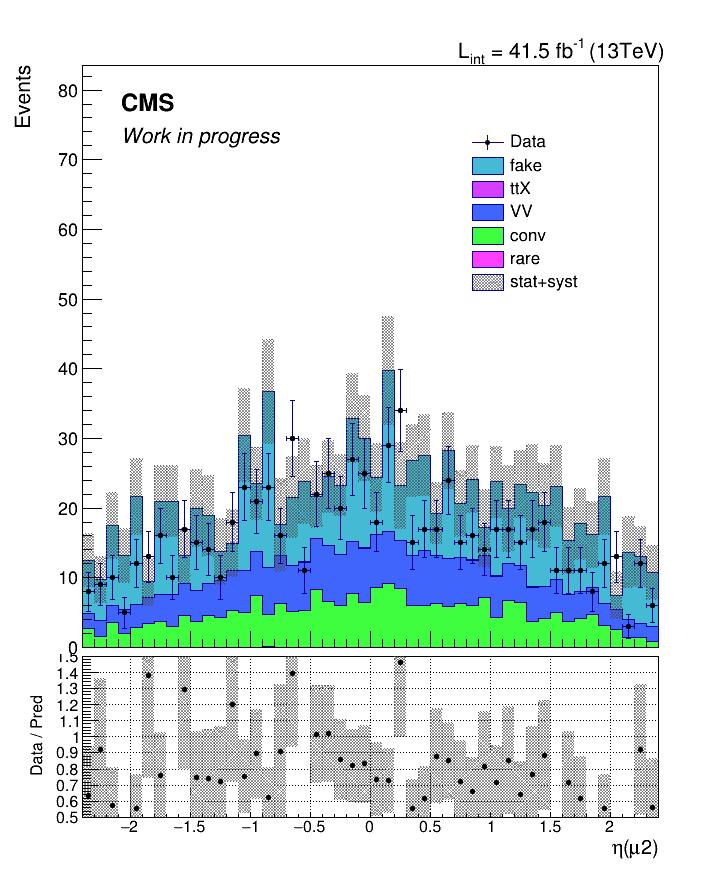 L_int = 41.5 fb^-1 (13TeV)
Events
CMS
Work in progress
80
70
60
50
40
30
20
10
0
Data
fake
ttX
VV
conv
rare
stat+syst
Data / Pred
1.5
1.4
1.3
1.2
1.1
1
0.9
0.8
0.7
0.6
0.5
−2 −1.5 −1 −0.5 0 0.5 1 1.5 2
η(μ2)